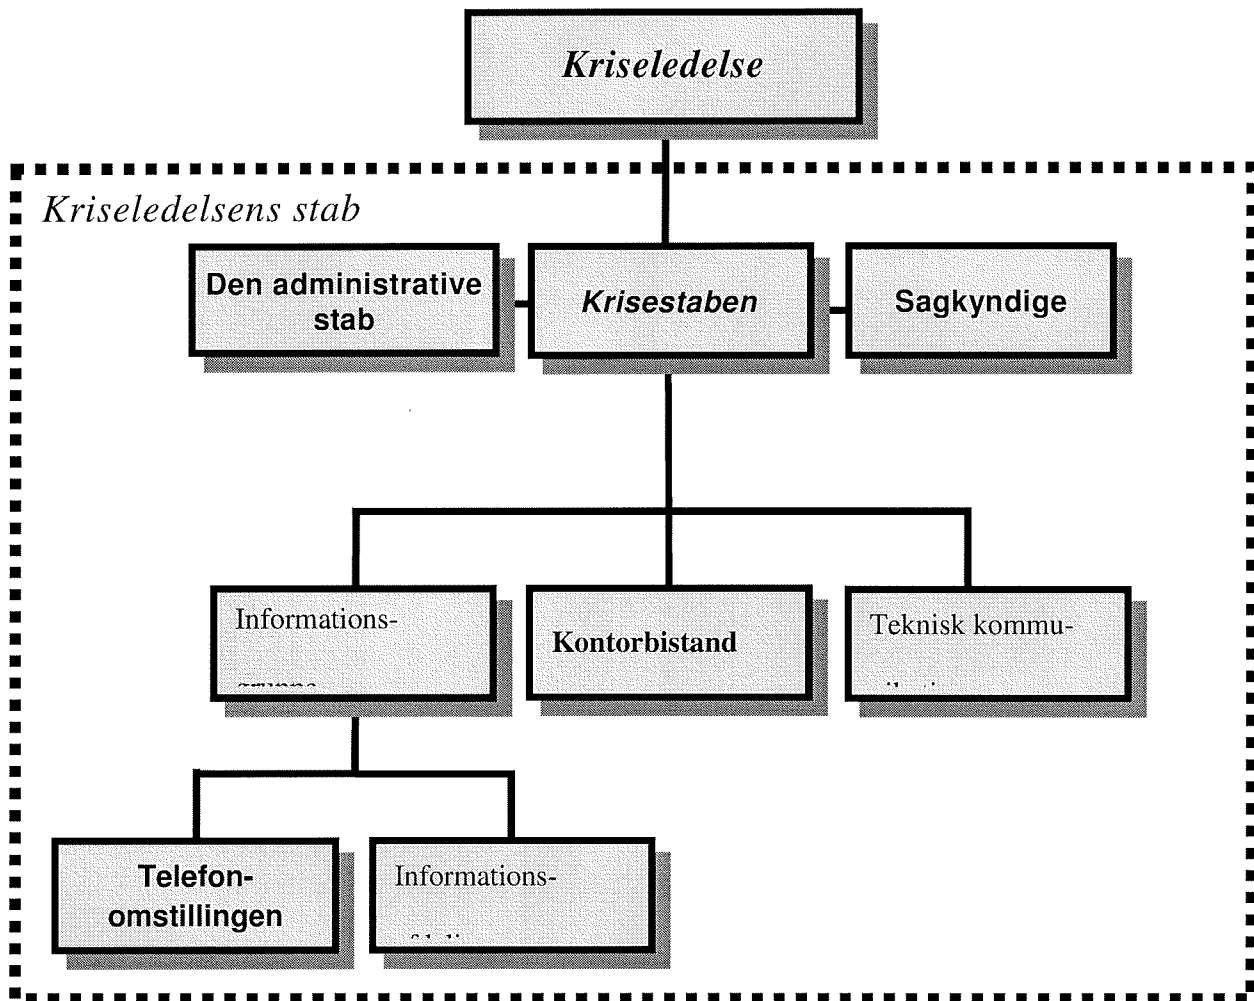 Kriseledelse
Kriseledelsens stab
Den administrative
stab
Krisestaben
Sagkyndige
Informations-
Kontorbistand
Teknisk kommu-
Telefon-
omstillingen
Informations-